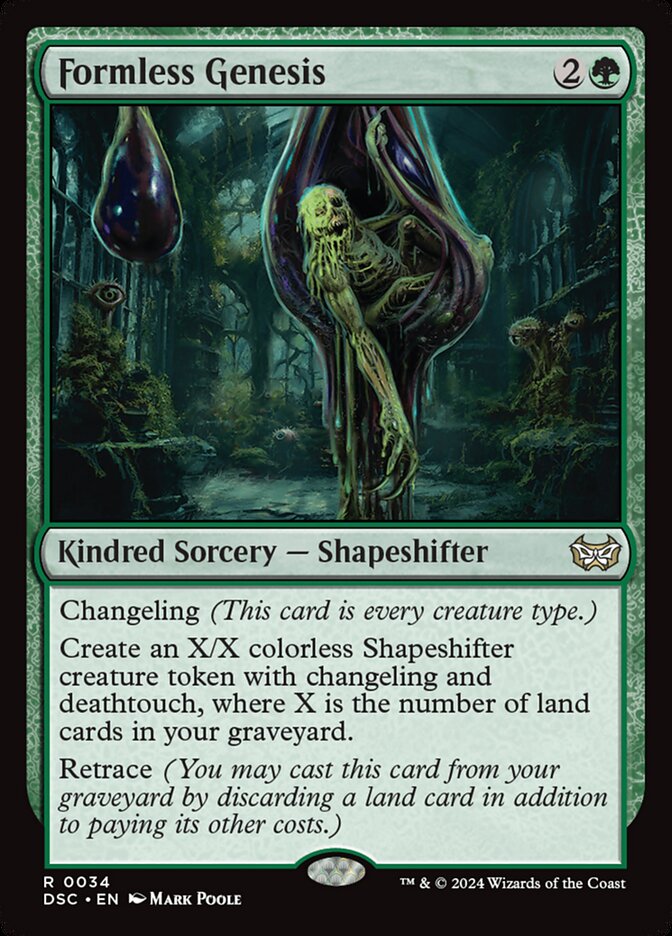 Formless Genesis 2
Kindred Sorcery — Shapeshifter
Changeling (This card is every creature type.)
Create an X/X colorless Shapeshifter
creature token with changeling and
deathtouch, where X is the number of land
cards in your graveyard.
Retrace (You may cast this card from your
graveyard by discarding a land card in addition
to paying its other costs.)
R 0034
DSC • EN Mark Poole
™ & © 2024 Wizards of the Coast